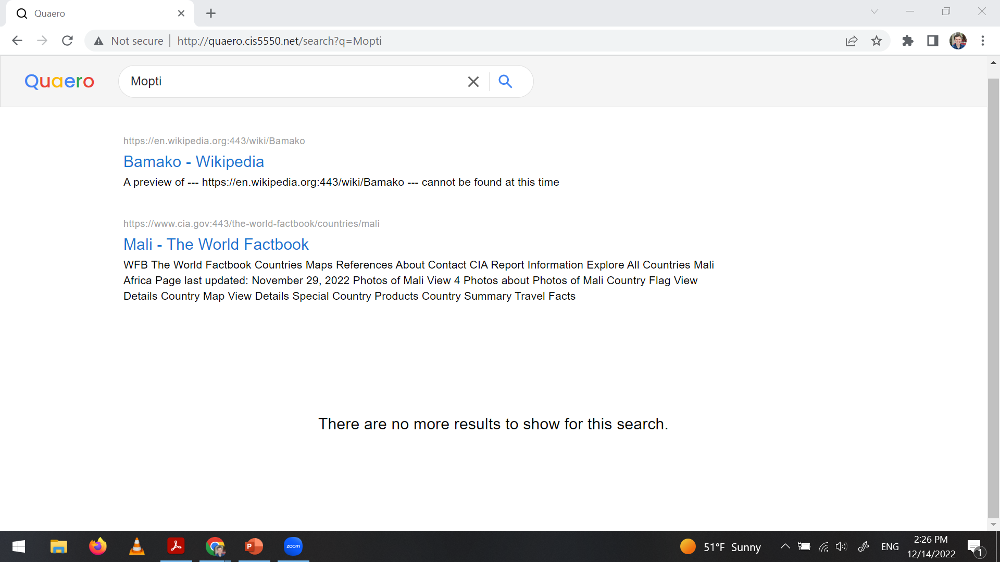 Quaero
Not secure
http://quaero.cis5550.net/search?q=Mopti
Quaero
Mopti
https://en.wikipedia.org:443/wiki/Bamako
Bamako - Wikipedia
A preview of --- https://en.wikipedia.org:443/wiki/Bamako --- cannot be found at this time
https://www.cia.gov:443/the-world-factbook/countries/mali
Mali - The World Factbook
WFB The World Factbook Countries Maps References About Contact CIA Report Information Explore All Countries Mali
Africa Page last updated: November 29, 2022 Photos of Mali View 4 Photos about Photos of Mali Country Flag View
Details Country Map View Details Special Country Products Country Summary Travel Facts
There are no more results to show for this search.
P
zoom
51°F Sunny
ENG
2:26 PM
12/14/2022
1